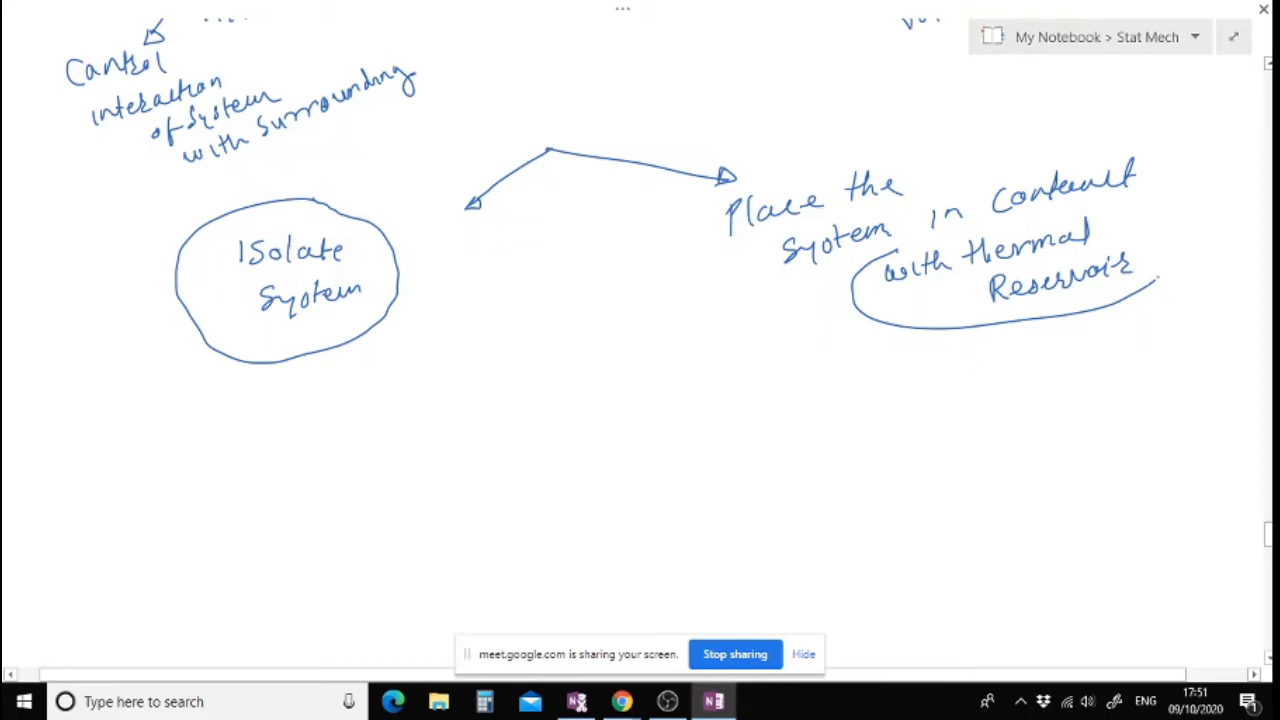 My Notebook > Stat Mech
Control
interaction
of System
with Surrounding
Isolate
System
Place the
System in Contact
with thermal
Reservoir
meet.google.com is sharing your screen.
Stop sharing
Hide
Type here to search
ENG
17:51
09/10/2020
1